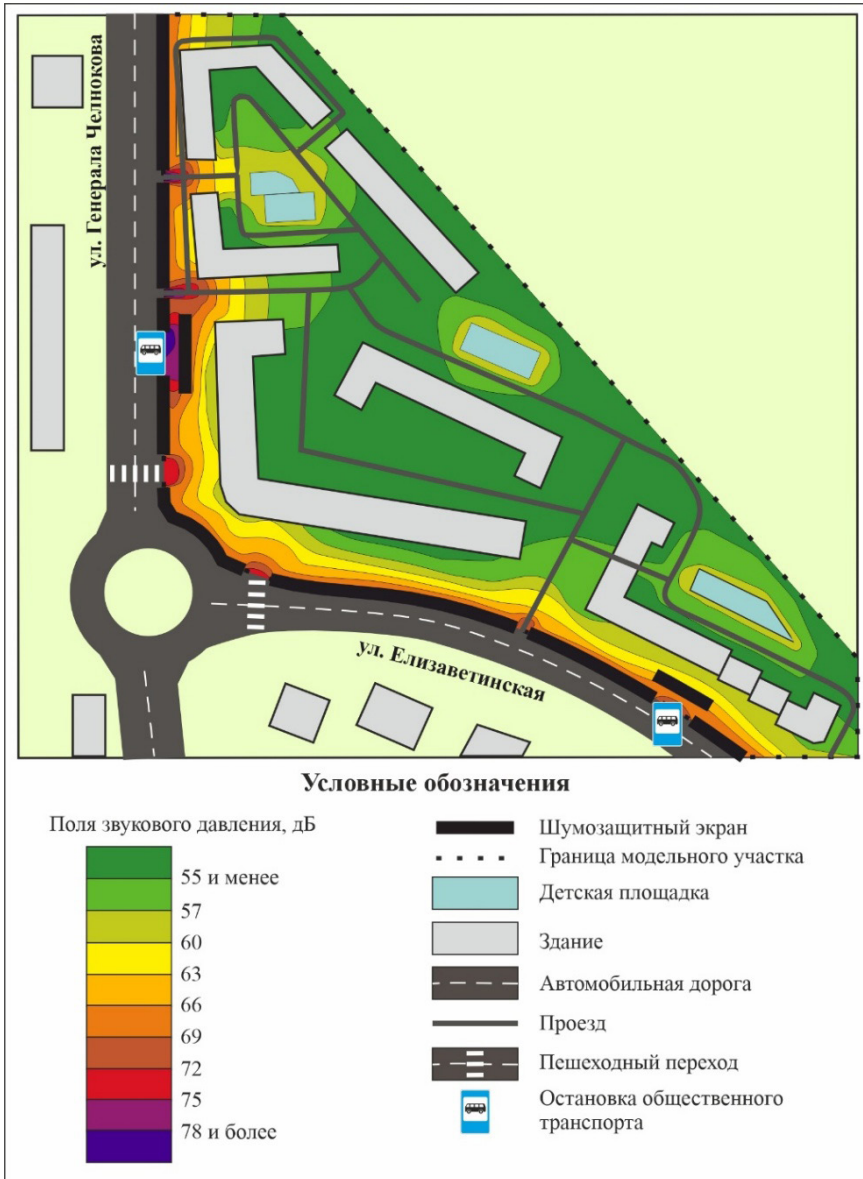 ул. Генерала Челнокова
ул. Елизаветинская
Условные обозначения
Поля звукового давления, дБ
55 и менее
57
60
63
66
69
72
75
78 и более
Шумозащитный экран
Граница модельного участка
Детская площадка
Здание
Автомобильная дорога
Проезд
Пешеходный переход
Остановка общественного
транспорта